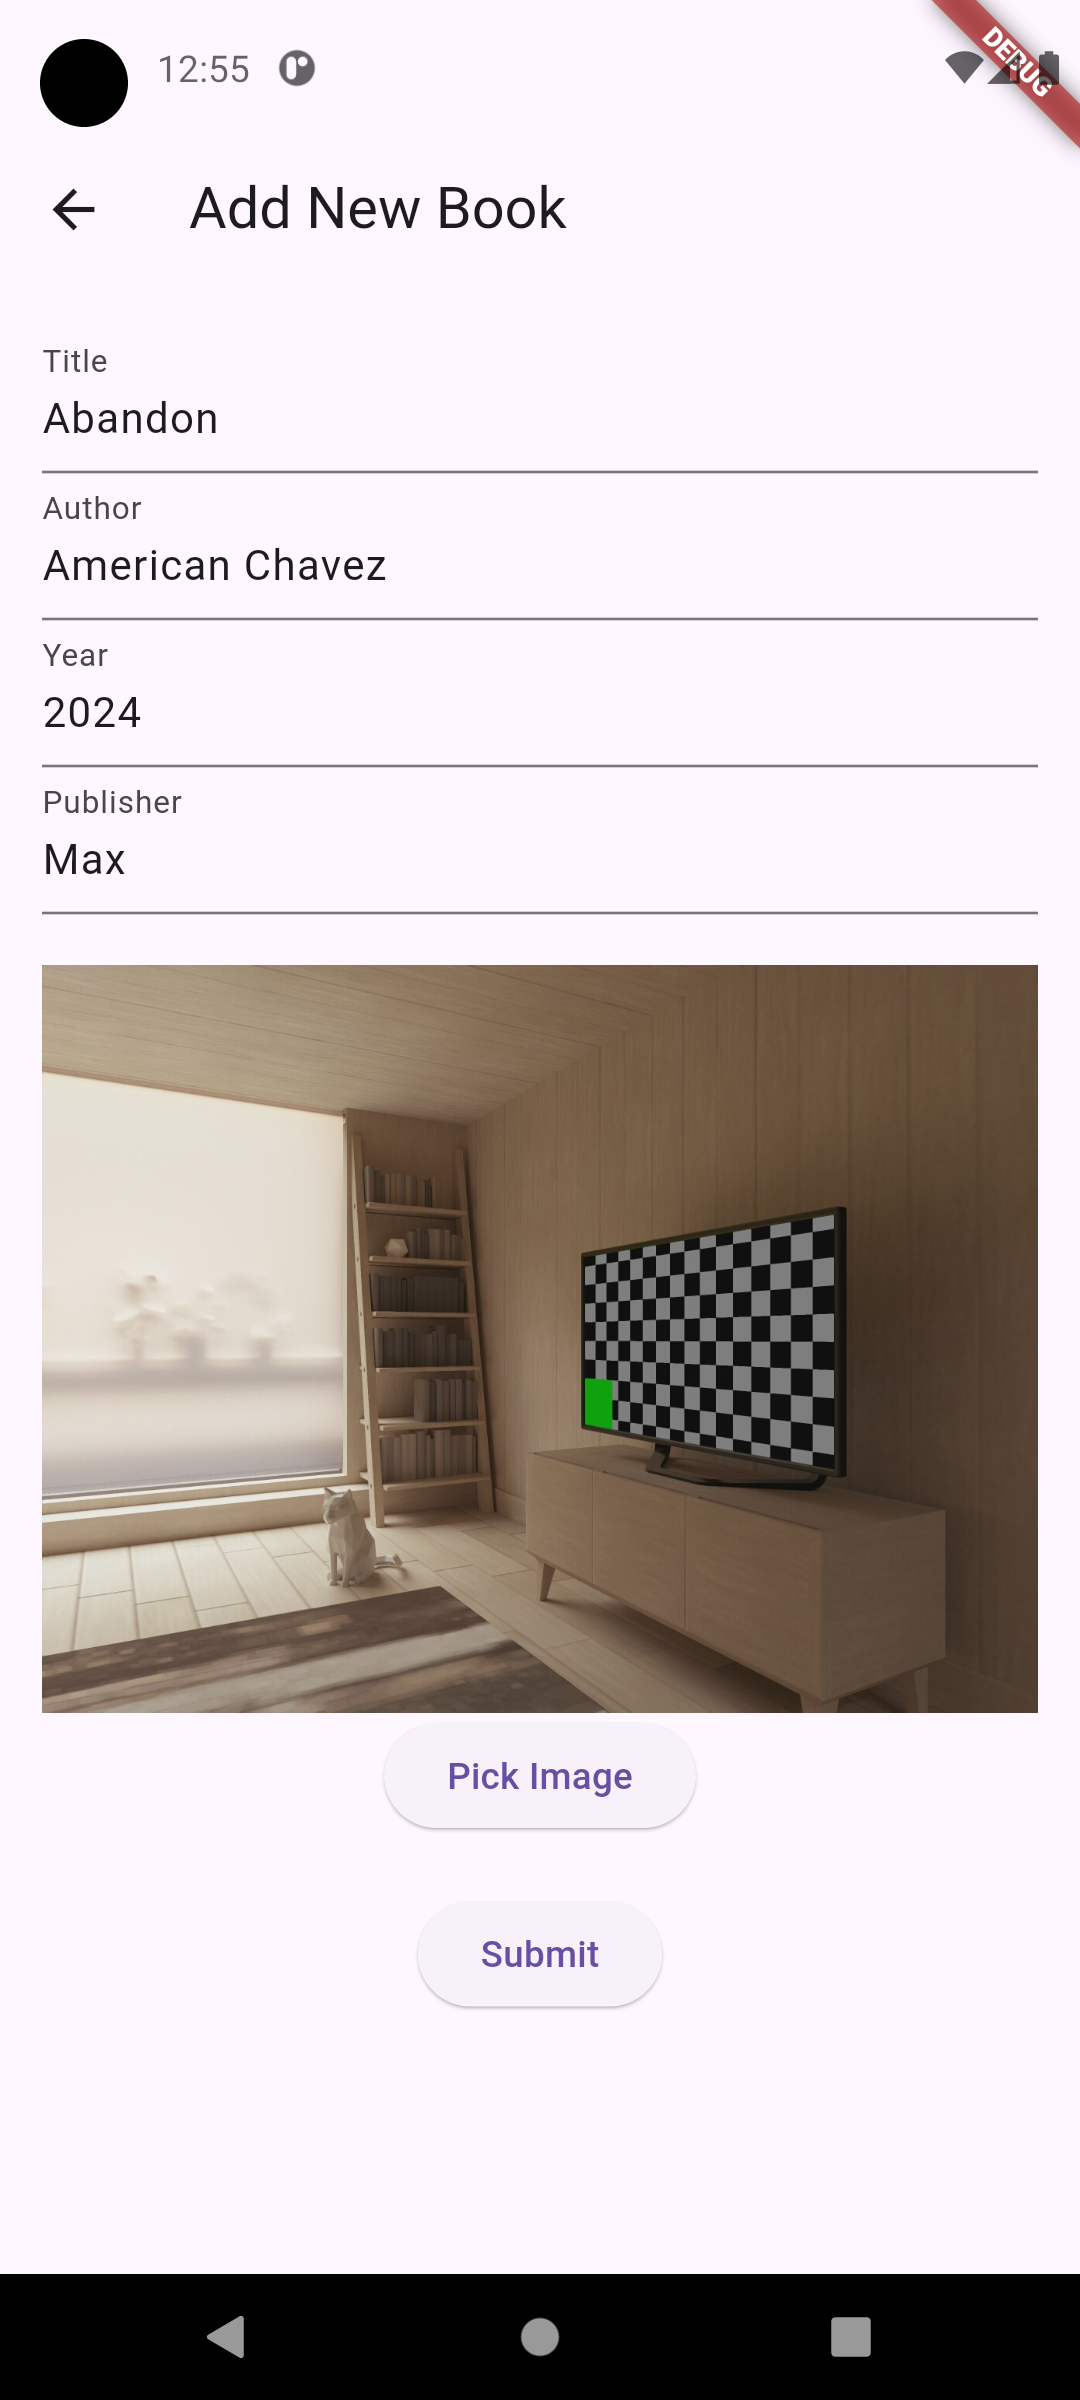 12:55
DEBUG
Add New Book
Title
Abandon
Author
American Chavez
Year
2024
Publisher
Max
Pick Image
Submit